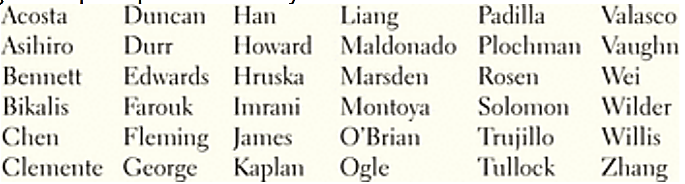 Acosta Duncan Han Liang Padilla Valasco
Asihiro Durr Howard Maldonado Plochman Vaughn
Bennett Edwards Hruska Marsden Rosen Wei
Bikalis Farouk Imrani Montoya Solomon Wilder
Chen Fleming James O'Brian Trujillo Willis
Clemente George Kaplan Ogle Tullock Zhang